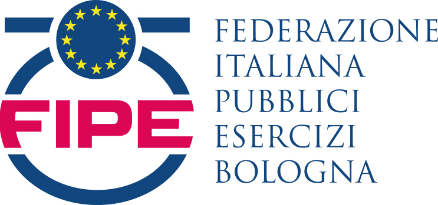 FIPE
FEDERAZIONE
ITALIANA
PUBBLICI
ESERCIZI
BOLOGNA